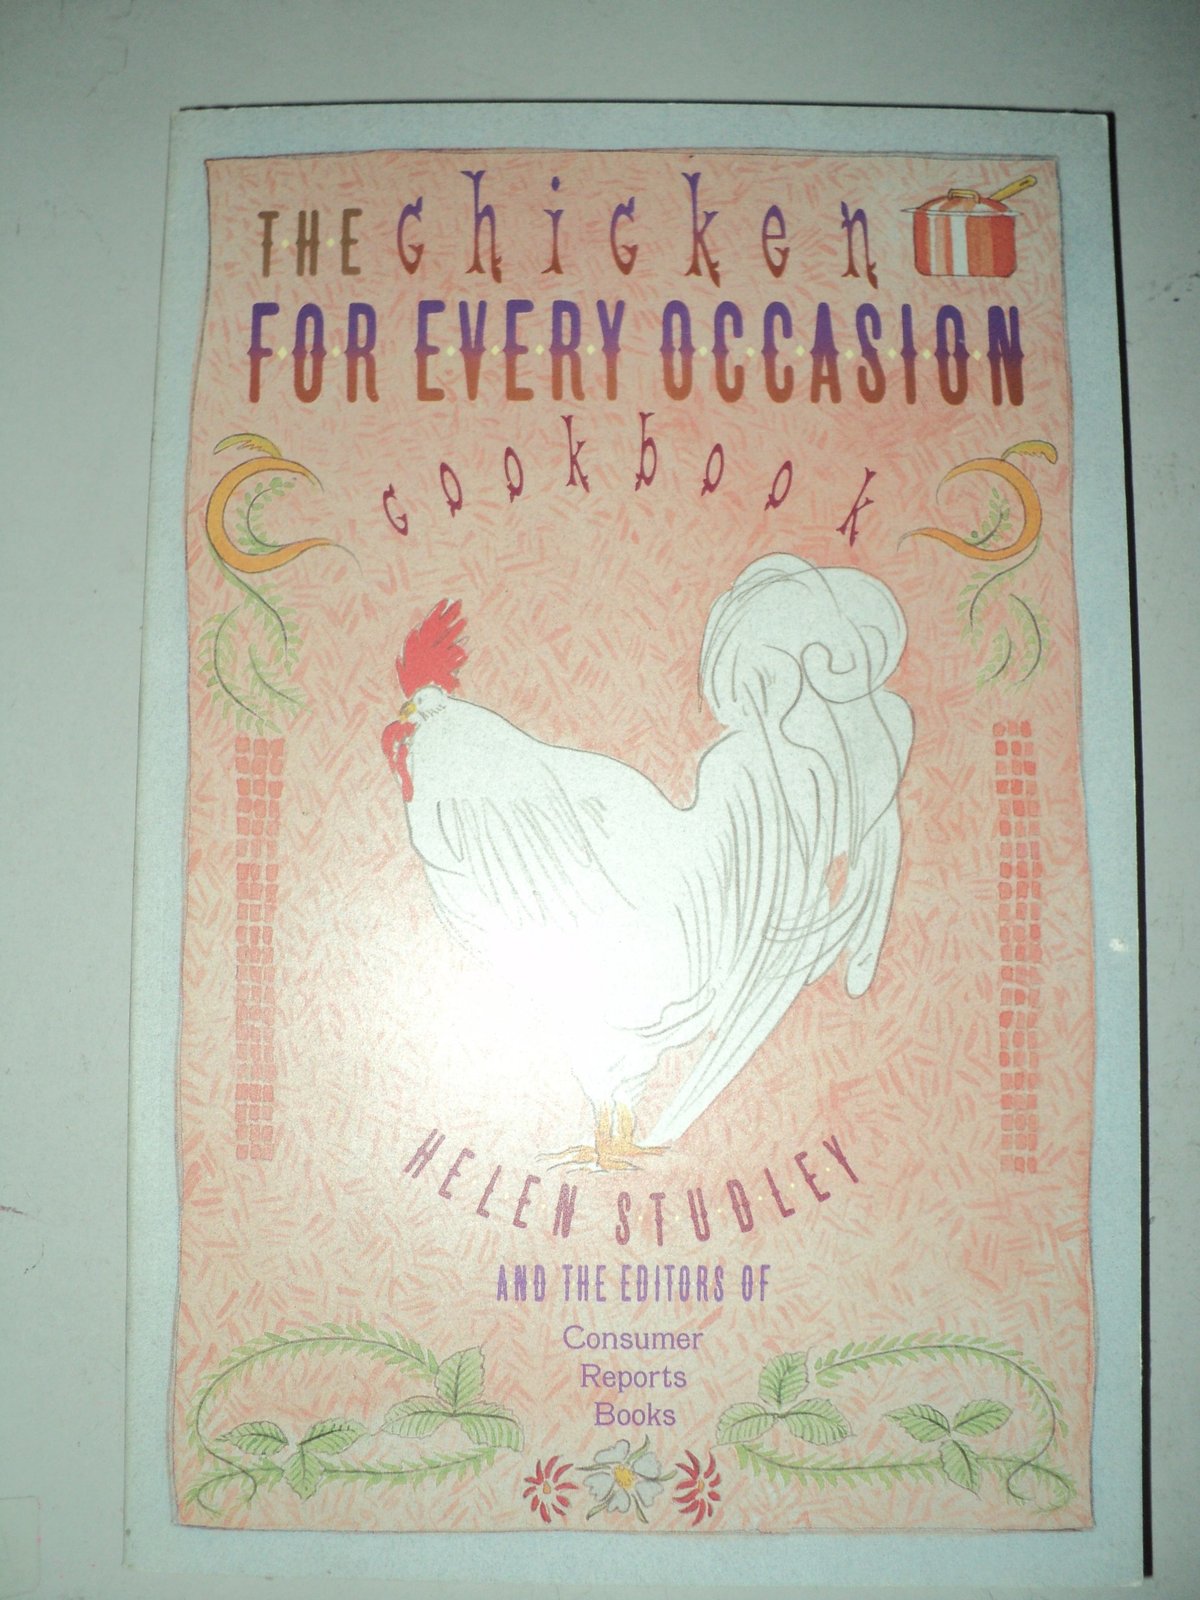 THE chicken
FOR EVERY OCCASION
cookbook
HELEN STUDLEY
AND THE EDITORS OF
Consumer
Reports
Books